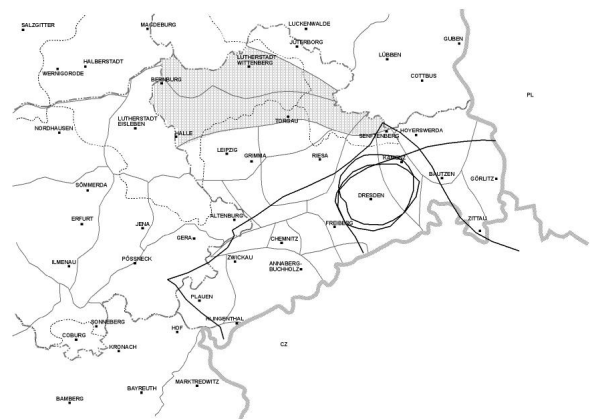 SALZGITTER
MAGDEBURG
LUCKENWALDE
JÜTERBORG
GUBEN
LÜBBEN
HALBERSTADT
WERNIGORODE
BERNBURG
LUTHERSTADT
WITTENBERG
COTTBUS
PL
LUTHERSTADT
EISLEBEN
NORDHAUSEN
HALLE
TORGAU
SENFTENBERG
HOYERSWERDA
LEIPZIG
GRIMMA
RIESA
KAMENZ
BAUTZEN
GÖRLITZ
SÖMMERDA
DRESDEN
ERFURT
JENA
ALTENBURG
FREIBERG
ZITTAU
GERA
CHEMNITZ
ILMENAU
PÖSSNECK
ZWICKAU
ANNABERG-
BUCHHOLZ
PLAUEN
SONNEBERG
COBURG
HOF
KLINGENTHAL
KRONACH
CZ
BAYREUTH
MARKTREDWITZ
BAMBERG